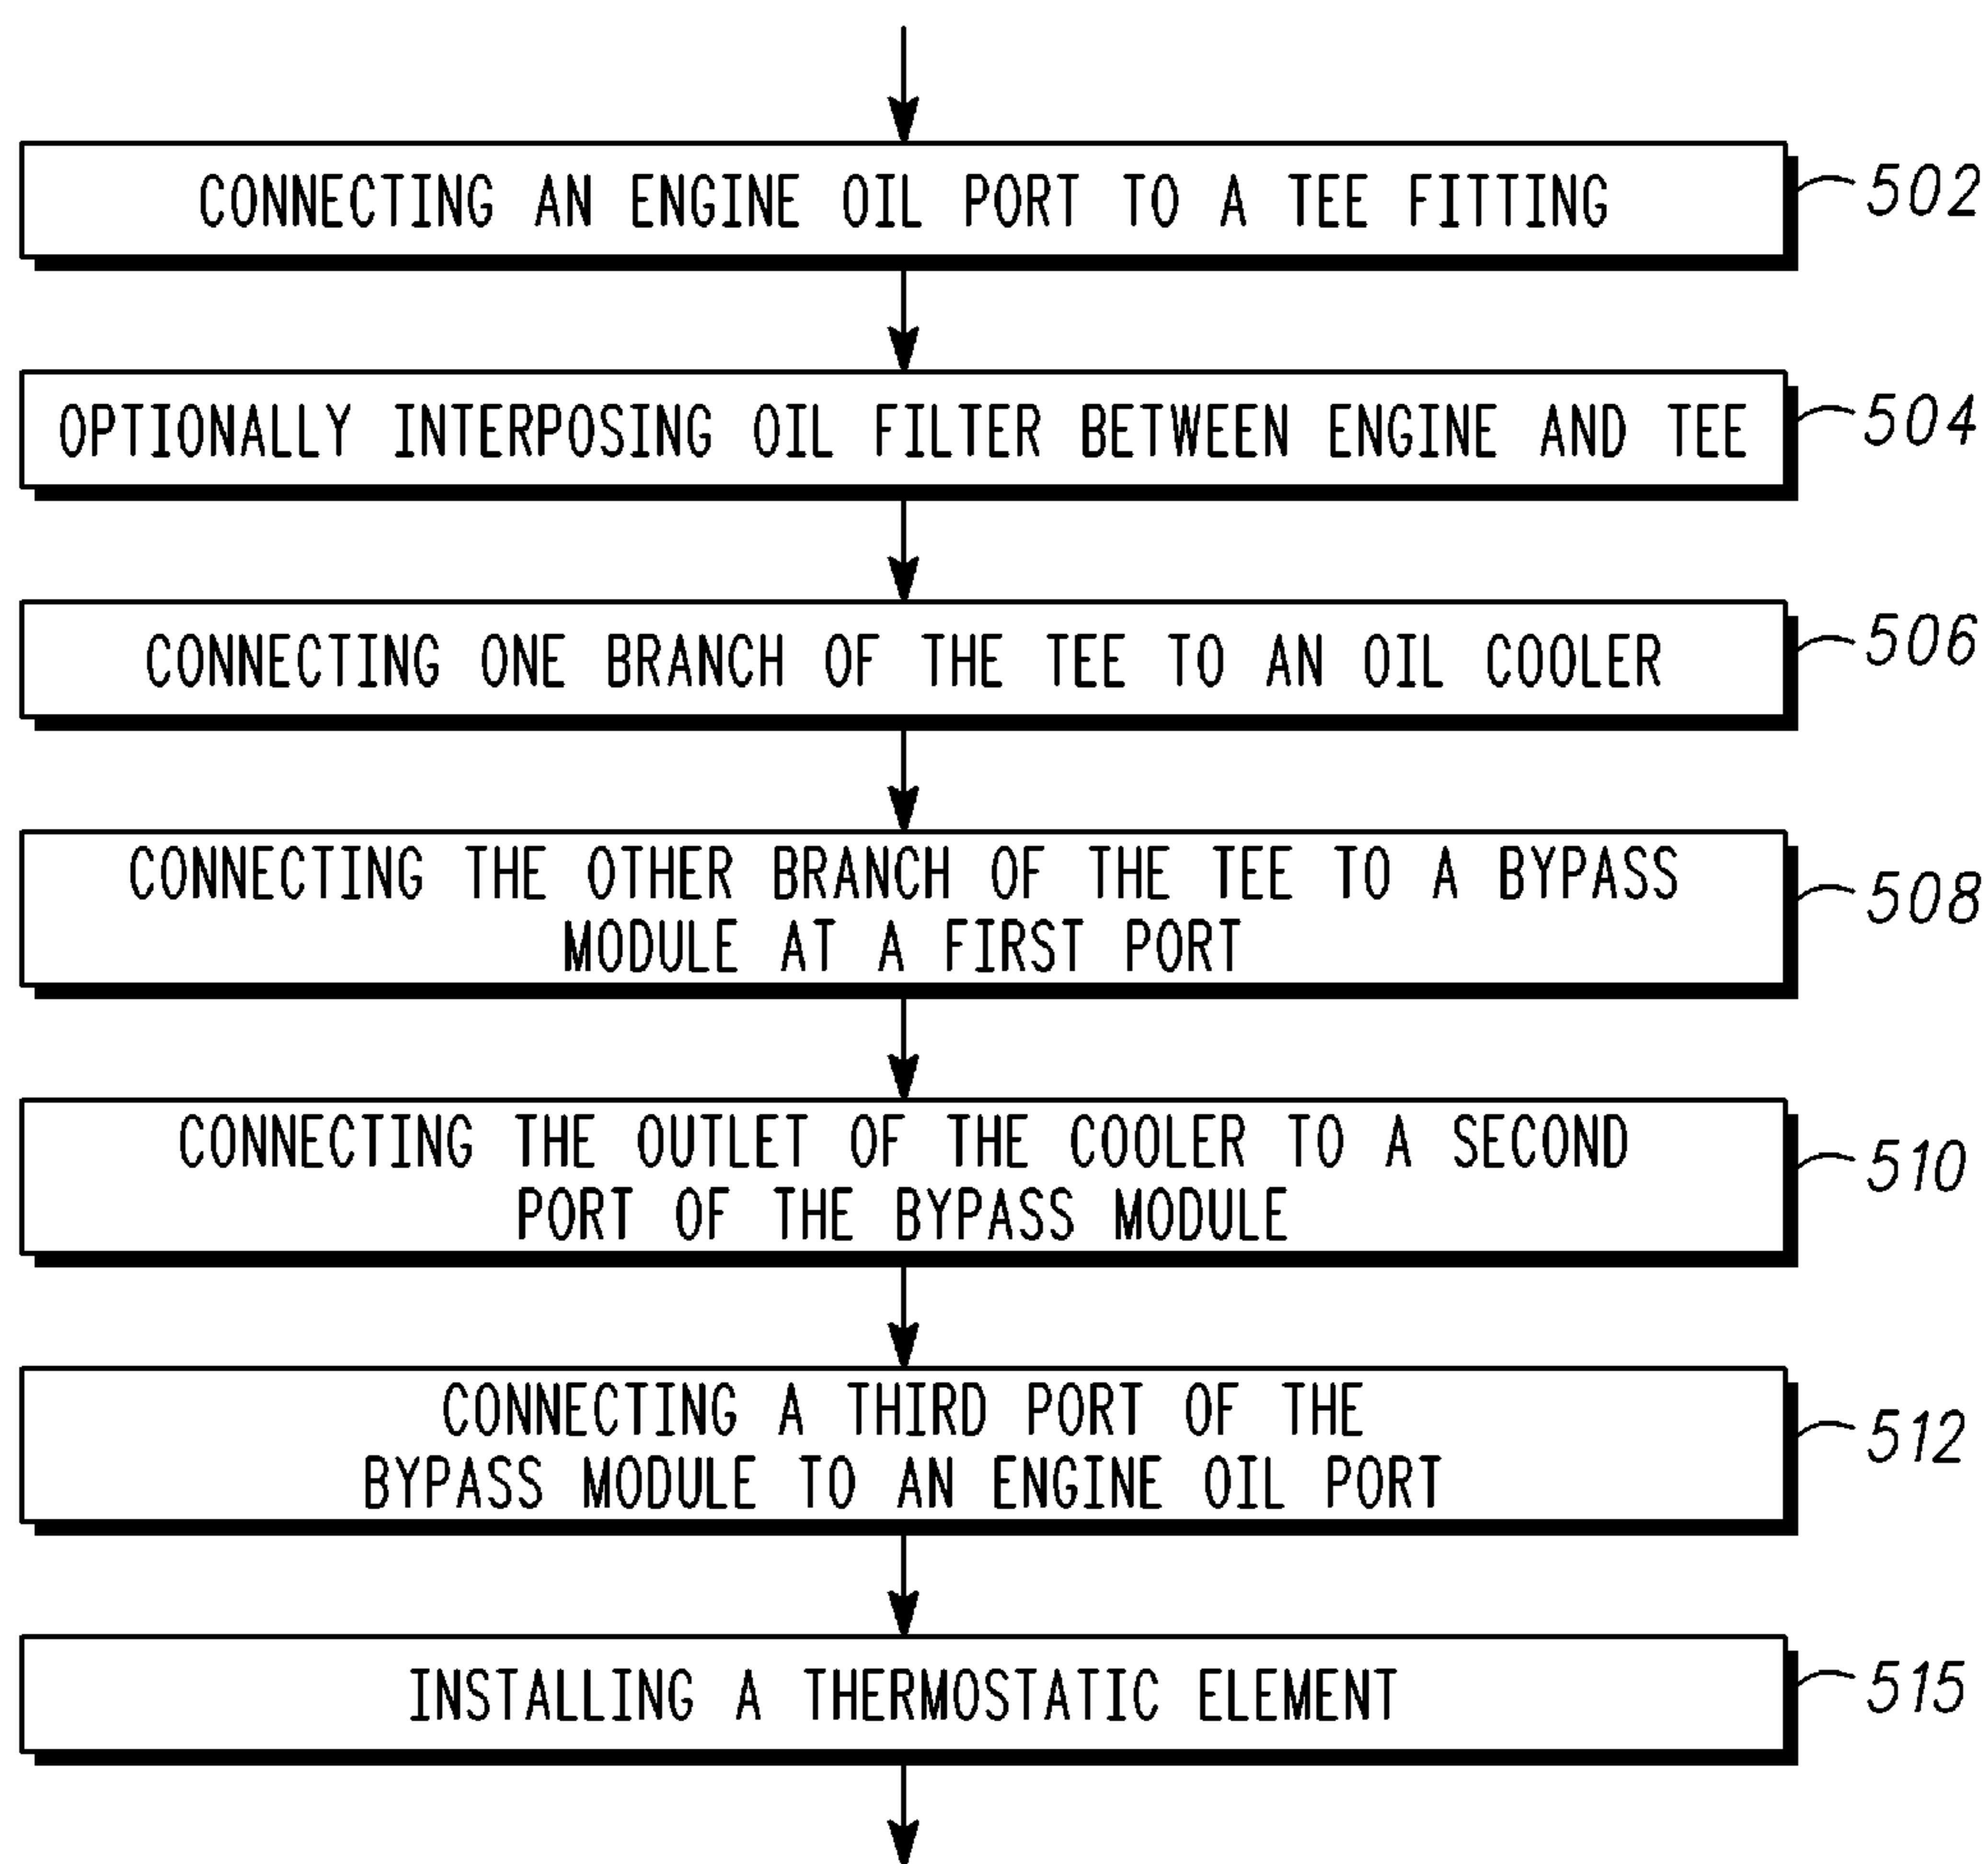 CONNECTING AN ENGINE OIL PORT TO A TEE FITTING
502
OPTIONALLY INTERPOSING OIL FILTER BETWEEN ENGINE AND TEE
504
CONNECTING ONE BRANCH OF THE TEE TO AN OIL COOLER
506
CONNECTING THE OTHER BRANCH OF THE TEE TO A BYPASS
MODULE AT A FIRST PORT
508
CONNECTING THE OUTLET OF THE COOLER TO A SECOND
PORT OF THE BYPASS MODULE
510
CONNECTING A THIRD PORT OF THE
BYPASS MODULE TO AN ENGINE OIL PORT
512
INSTALLING A THERMOSTATIC ELEMENT
515